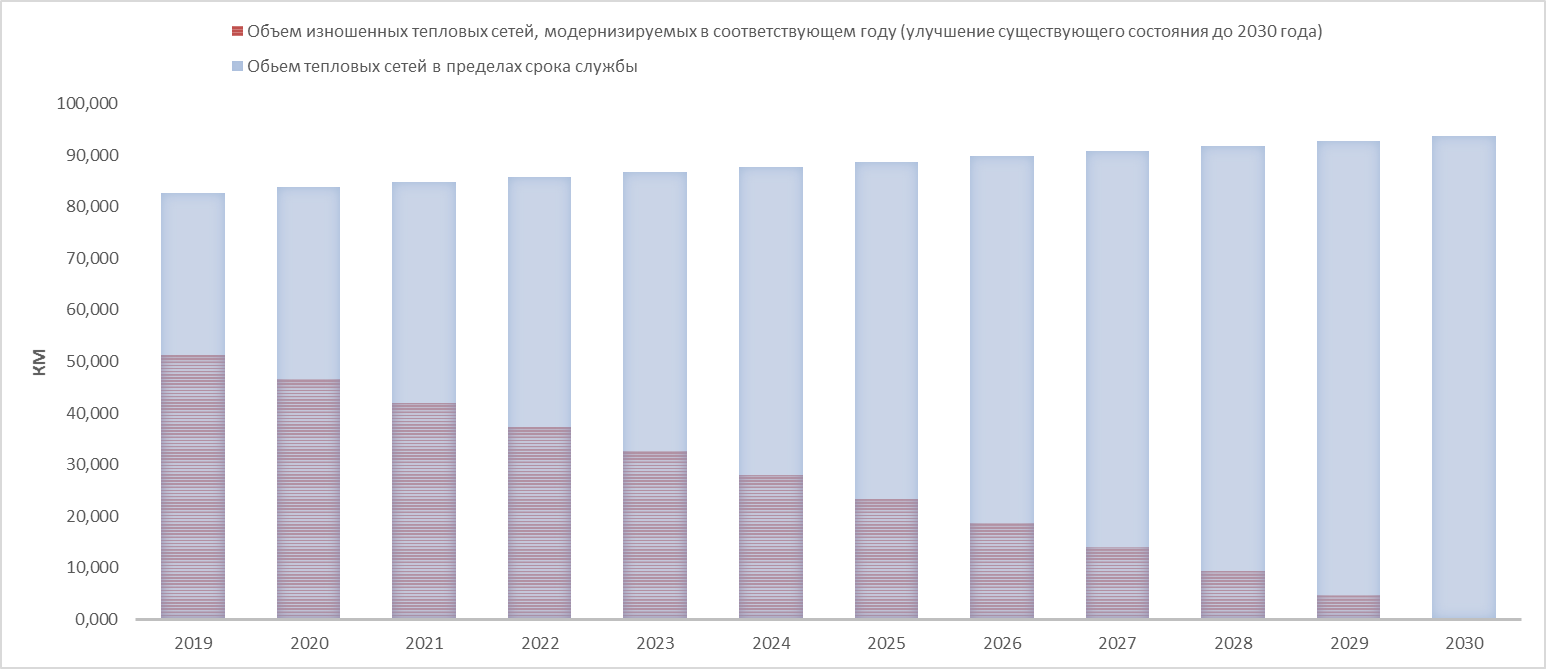 Объем изношенных тепловых сетей, модернизируемых в соответствующем году (улучшение существующего состояния до 2030 года)
Обьем тепловых сетей в пределах срока службы
100,000
90,000
80,000
70,000
60,000
50,000
40,000
30,000
20,000
10,000
0,000
КМ
2019 2020 2021 2022 2023 2024 2025 2026 2027 2028 2029 2030